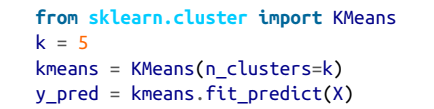 from sklearn.cluster import KMeans
k = 5
kmeans = KMeans(n_clusters=k)
y_pred = kmeans.fit_predict(X)